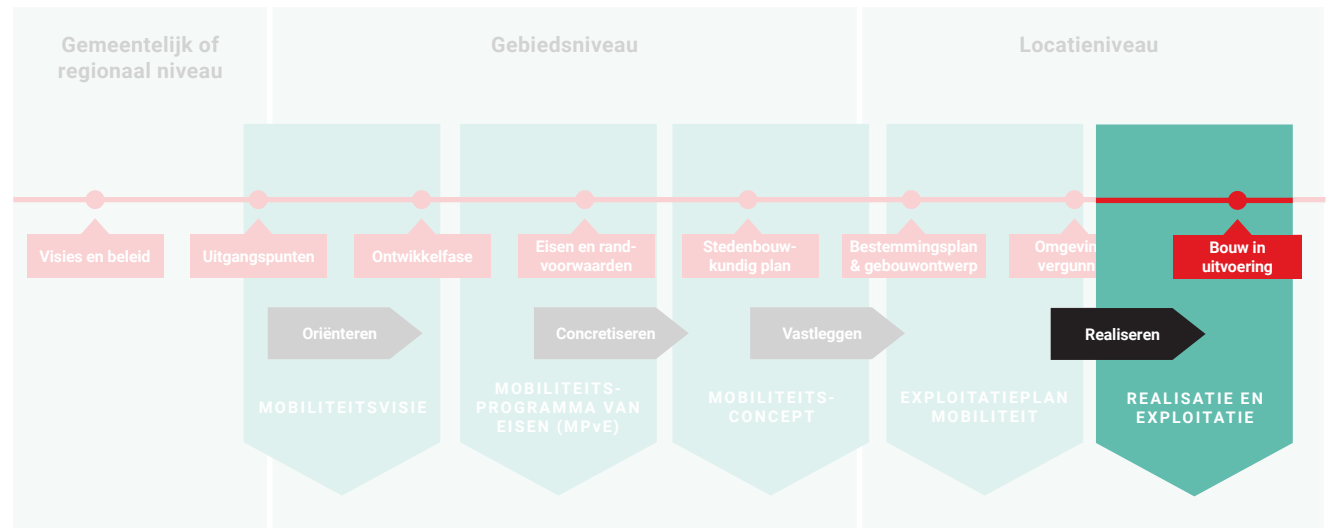 Gemeentelijk of
regionaal niveau
Gebiedsniveau
Locatieniveau
Visies en beleid
Uitgangspunten
Ontwikkelfase
Eisen en rand-
voorwaarden
Stedenbouw-
kundig plan
Bestemmingsplan
& gebouwontwerp
Bouw in
uitvoering
Oriënteren
Concretiseren
Vastleggen
Realiseren
MOBILITEITSVISIE
MOBILITEITS-
PROGRAMMA VAN
EISEN (MPvE)
MOBILITEITS-
CONCEPT
EXPLOITATIEPLAN
MOBILITEIT
REALISATIE EN
EXPLOITATIE